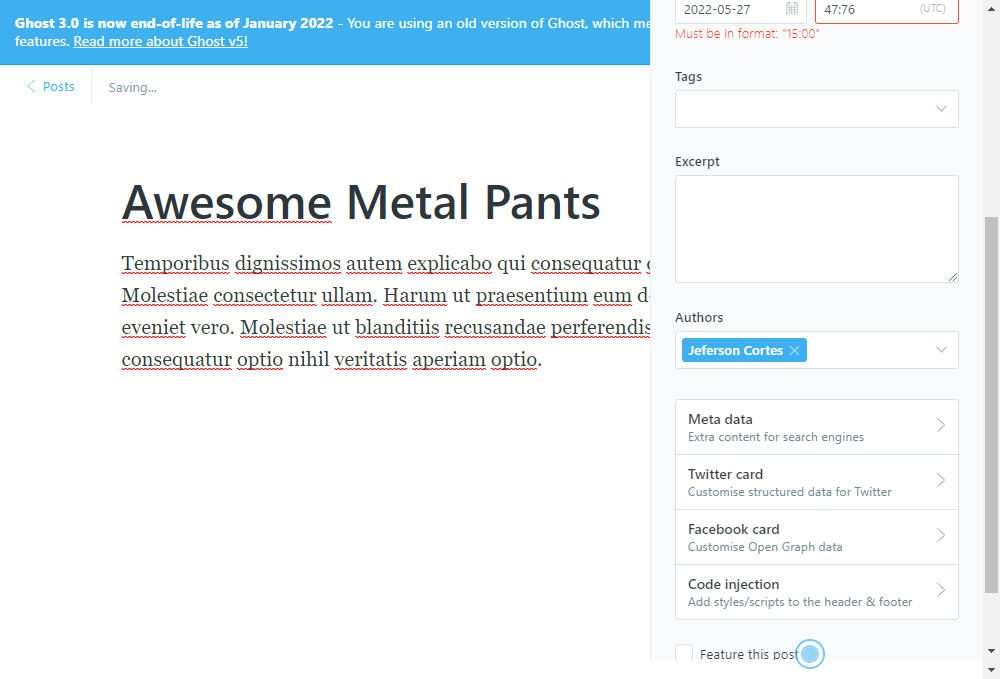 Ghost 3.0 is now end-of-life as of January 2022 - You are using an old version of Ghost, which me
features. Read more about Ghost v5!
Posts
Saving...
Awesome Metal Pants
Temporibus dignissimos autem explicabo qui consequatur
Molestiae consectetur ullam. Harum ut praesentium eum d
eveniet vero. Molestiae ut blanditiis recusandae perferendis
consequatur optio nihil veritatis aperiam optio.
2022-05-27
47:76
(UTC)
Must be in format: "15:00"
Tags
Excerpt
Authors
Jeferson Cortes
Meta data
Extra content for search engines
Twitter card
Customise structured data for Twitter
Facebook card
Customise Open Graph data
Code injection
Add styles/scripts to the header & footer
Feature this post